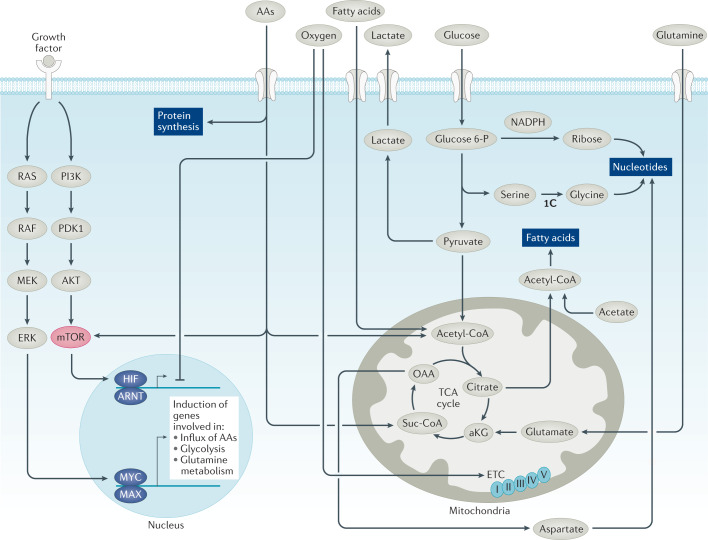 AAs
Fatty acids
Growth
factor
Oxygen
Lactate
Glucose
Glutamine
Protein
synthesis
Lactate
Glucose 6-P
NADPH
Ribose
Nucleotides
RAS
PI3K
Serine
1C
Glycine
RAF
PDK1
Pyruvate
Fatty acids
MEK
AKT
Acetyl-CoA
Acetate
ERK
mTOR
Acetyl-CoA
HIF
ARNT
OAA
TCA
cycle
Citrate
Induction of
genes
involved in:
• Influx of AAs
• Glycolysis
• Glutamine
metabolism
Suc-CoA
aKG
Glutamate
MYC
MAX
ETC
I II III IV V
Nucleus
Mitochondria
Aspartate